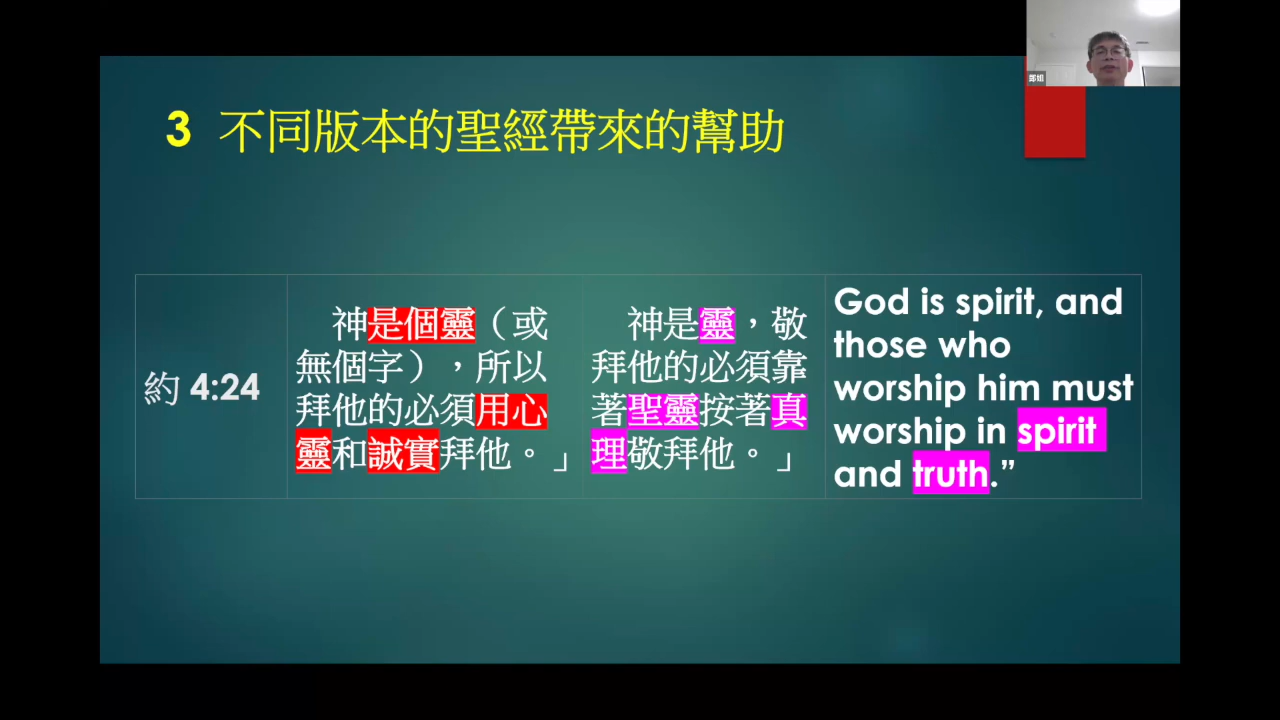 鄭姐
3 不同版本的聖經帶來的幫助
約 4:24
神是個靈（或
無個字），所以
拜他的必須用心
靈和誠實拜他。」
神是靈，敬
拜他的必須靠
著聖靈按著真
理敬拜他。」
God is spirit, and
those who
worship him must
worship in spirit
and truth.”